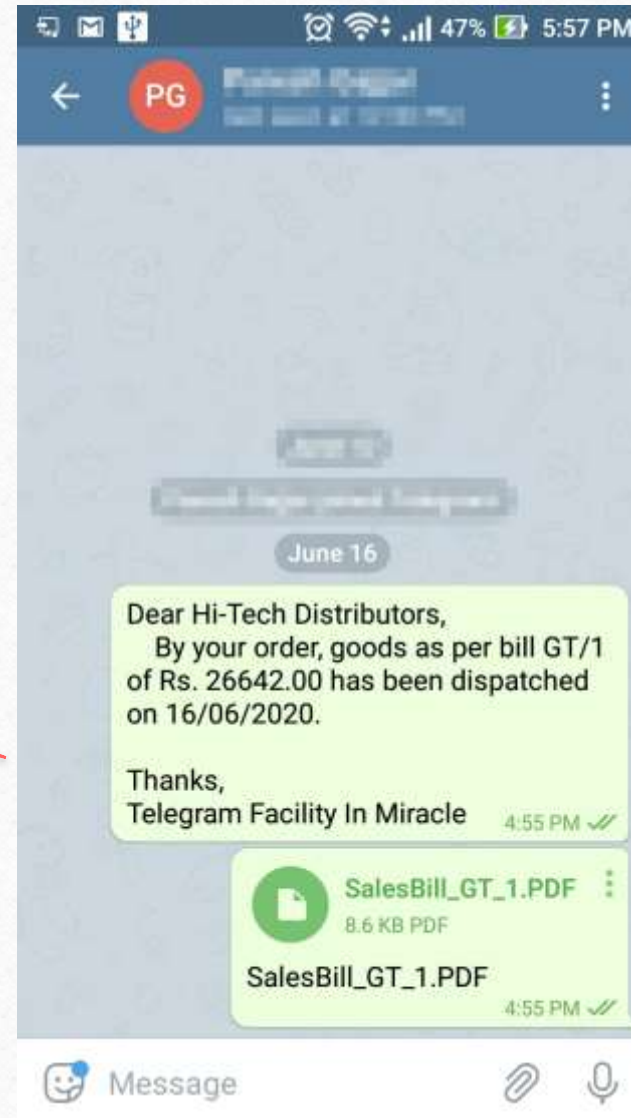 47% 5:57 PM
PG
June 16
Dear Hi-Tech Distributors,
By your order, goods as per bill GT/1
of Rs. 26642.00 has been dispatched
on 16/06/2020.
Thanks,
Telegram Facility In Miracle 4:55 PM
SalesBill_GT_1.PDF
8.6 KB PDF
SalesBill_GT_1.PDF
4:55 PM
Message